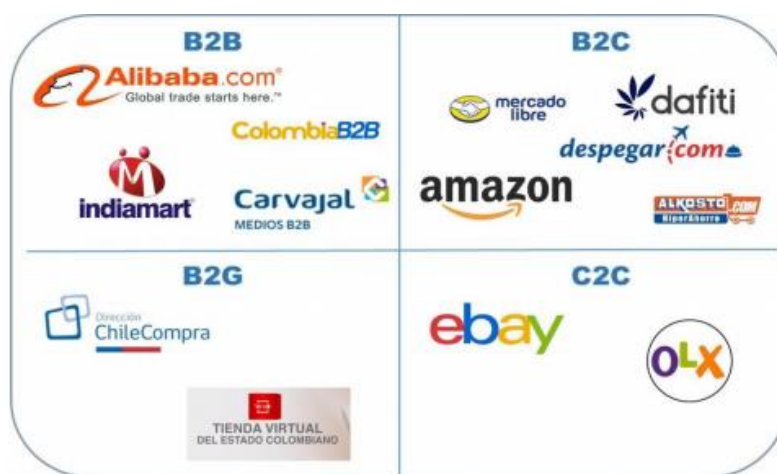 B2B
Alibaba.com®
Global trade starts here.™
ColombiaB2B
indiamart®
Carvajal
MEDIOS B2B
B2C
mercado
libre
dafiti
despegar.com
amazon
ALKOSTO.COM
HiperAhorro
B2G
Dirección
ChileCompra
TIENDA VIRTUAL
DEL ESTADO COLOMBIANO
C2C
ebay
OLX